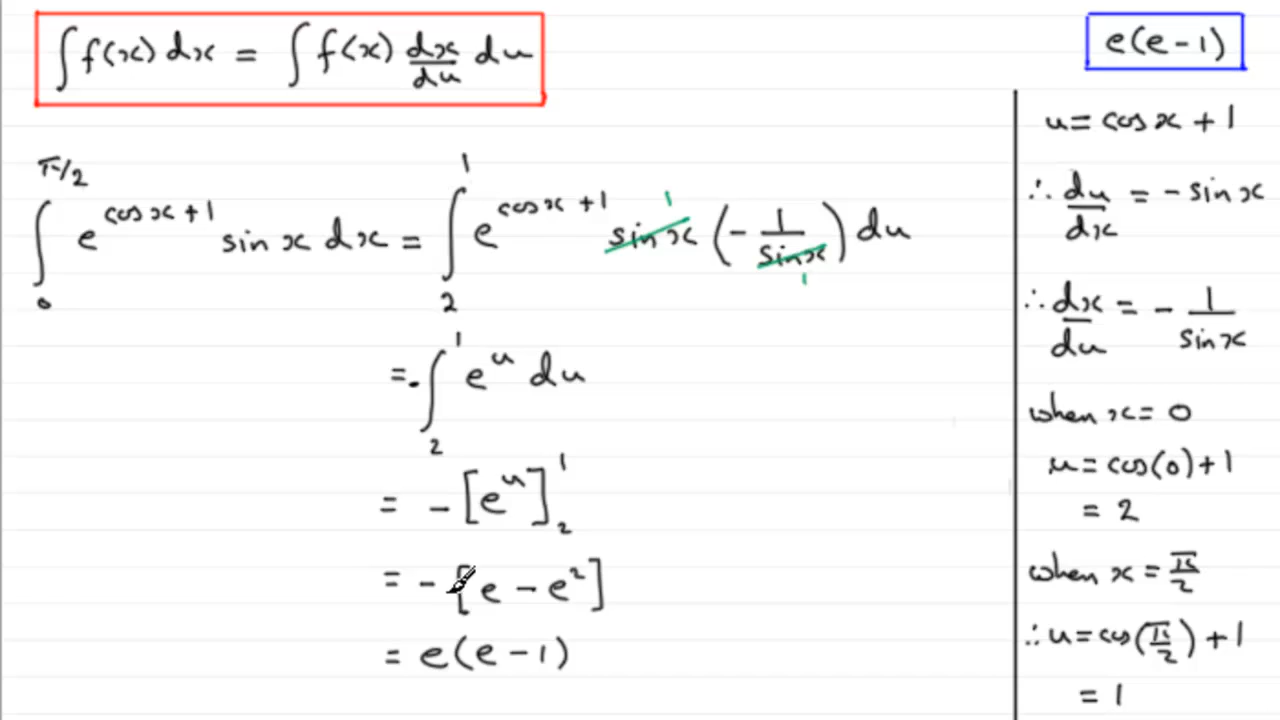 ∫f(x) dx = ∫f(x) dx/du du
e(e-1)
∫₀^(π/2) e^(cos x + 1) sin x dx = ∫₂^1 e^(cos x + 1) sin x (- 1/sin x) du
1
1
= -∫₂^1 e^u du
= -[e^u]₂^1
= -[e - e²]
= e(e-1)
u = cos x + 1
∴ du/dx = - sin x
∴ dx/du = - 1/sin x
when x = 0
u = cos(0) + 1
= 2
when x = π/2
∴ u = cos(π/2) + 1
= 1